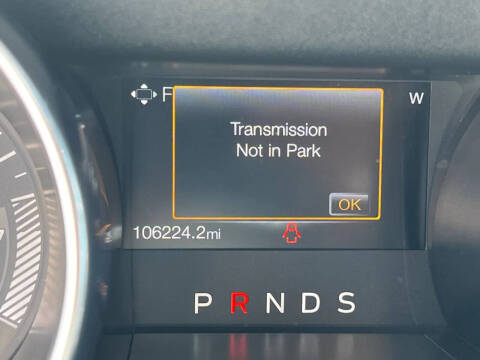 F
W
Transmission
Not in Park
OK
106224.2mi
P R N D S